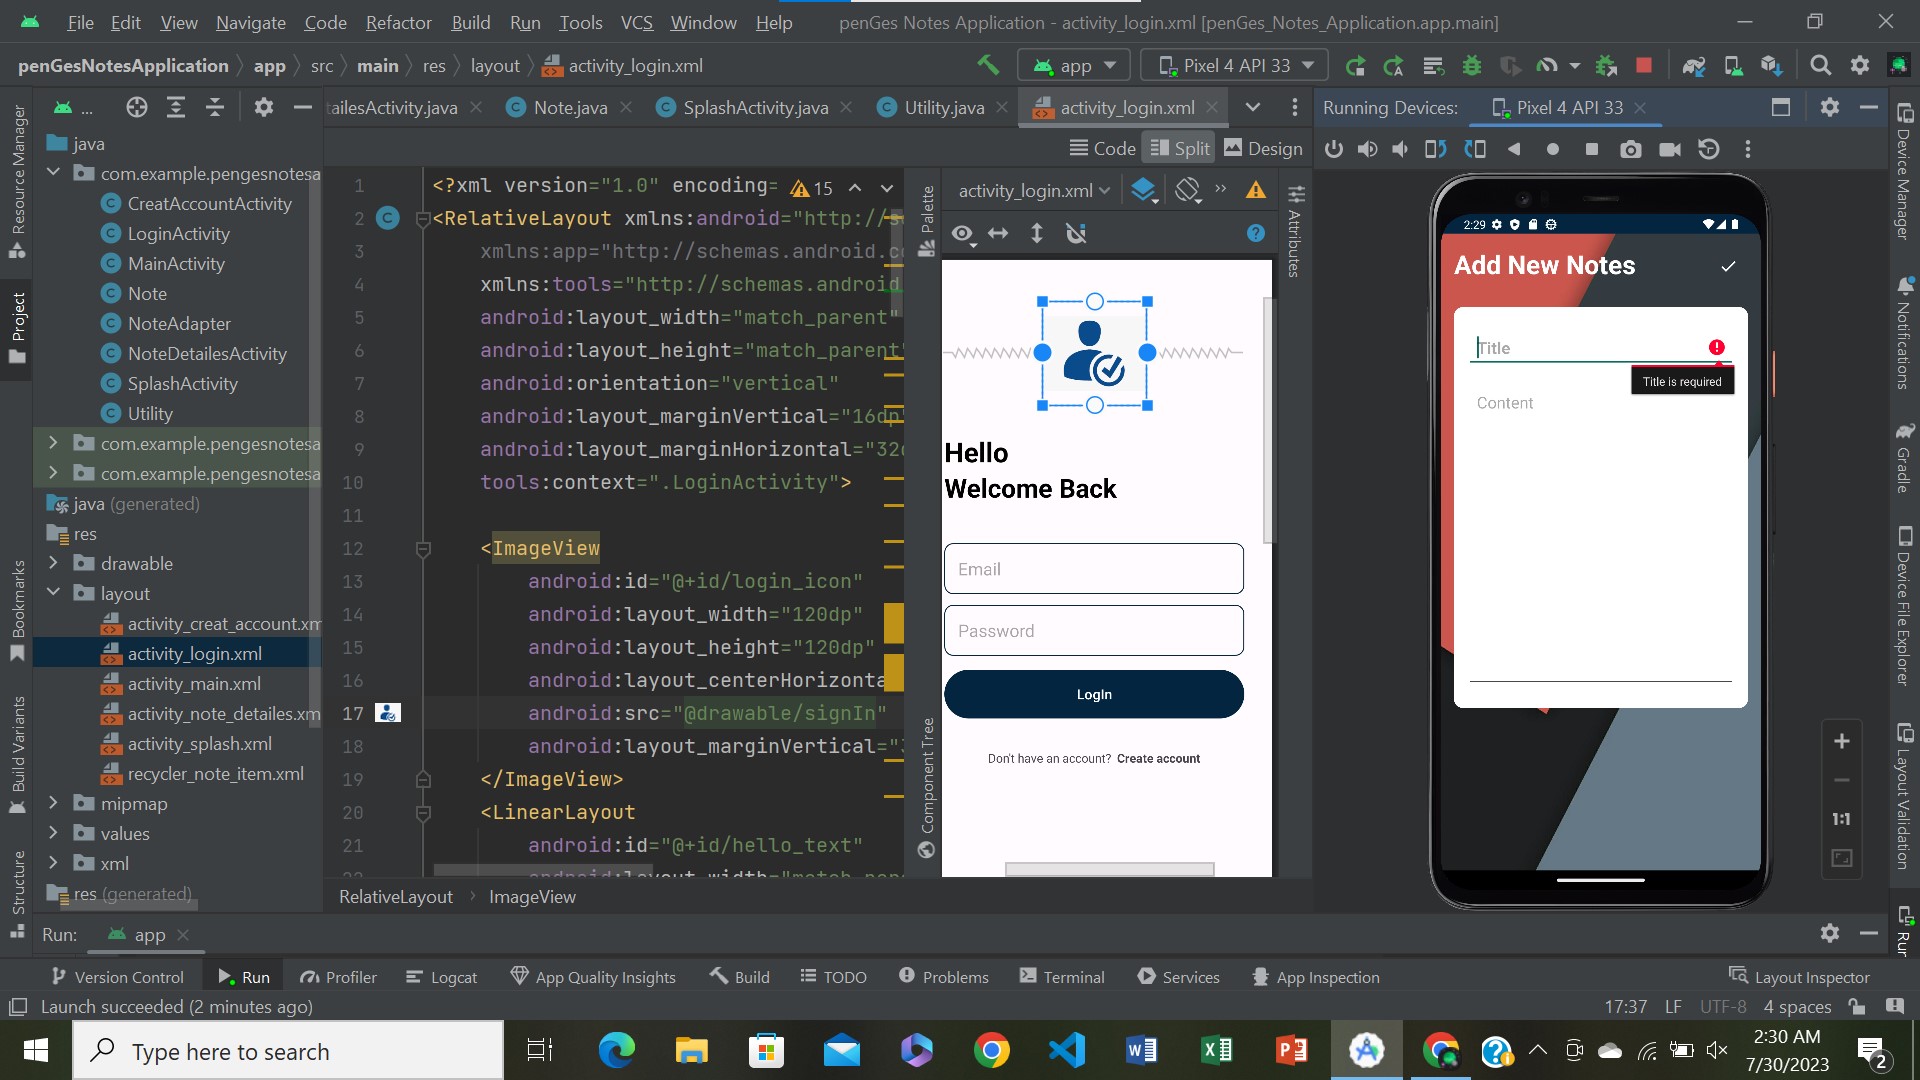 File Edit View Navigate Code Refactor Build Run Tools VCS Window Help penGes Notes Application - activity_login.xml [penGes_Notes_Application.app.main]
penGesNotesApplication app src main res layout activity_login.xml
app
Pixel 4 API 33
...
tailesActivity.java Note.java SplashActivity.java Utility.java activity_login.xml
Running Devices: Pixel 4 API 33
Code Split Design
Resource Manager
Project
Bookmarks
Build Variants
Structure
java
com.example.pengesnotesa
CreatAccountActivity
LoginActivity
MainActivity
Note
NoteAdapter
NoteDetailesActivity
SplashActivity
Utility
com.example.pengesnotesa
com.example.pengesnotesa
java (generated)
res
drawable
layout
activity_creat_account.xm
activity_login.xml
activity_main.xml
activity_note_detailes.xm
activity_splash.xml
recycler_note_item.xml
mipmap
values
xml
res (generated)
1 <?xml version="1.0" encoding= 15
2 <RelativeLayout xmlns:android="http://s
3 xmlns:app="http://schemas.android.c
4 xmlns:tools="http://schemas.android
5 android:layout_width="match_parent"
6 android:layout_height="match_parent"
7 android:orientation="vertical"
8 android:layout_marginVertical="16dp"
9 android:layout_marginHorizontal="32d
10 tools:context=".LoginActivity">
11
12 <ImageView
13 android:id="@+id/login_icon"
14 android:layout_width="120dp"
15 android:layout_height="120dp"
16 android:layout_centerHorizonta
17 android:src="@drawable/signIn"
18 android:layout_marginVertical="3
19 </ImageView>
20 <LinearLayout
21 android:id="@+id/hello_text"
RelativeLayout ImageView
Palette
Component Tree
activity_login.xml
Attributes
Hello
Welcome Back
Email
Password
LogIn
Don't have an account? Create account
2:29
Add New Notes
Title
Title is required
Content
1:1
Device Manager
Notifications
Gradle
Device File Explorer
Layout Validation
Run: app
Version Control Run Profiler Logcat App Quality Insights Build TODO Problems Terminal Services App Inspection Layout Inspector
Launch succeeded (2 minutes ago) 17:37 LF UTF-8 4 spaces
Type here to search
2:30 AM
7/30/2023
2